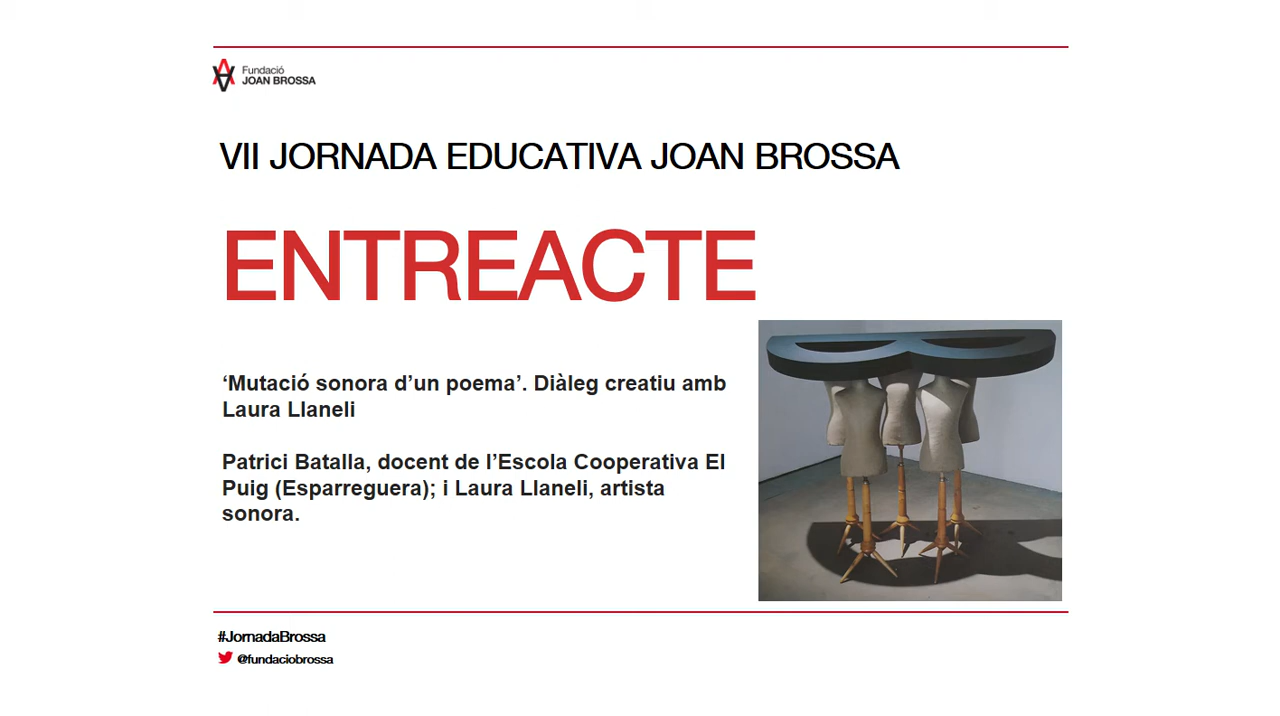 Fundació
JOAN BROSSA
VII JORNADA EDUCATIVA JOAN BROSSA
ENTREACTE
‘Mutació sonora d’un poema’. Diàleg creatiu amb
Laura Llaneli
Patrici Batalla, docent de l’Escola Cooperativa El
Puig (Esparreguera); i Laura Llaneli, artista
sonora.
B
#JornadaBrossa
@fundaciobrossa